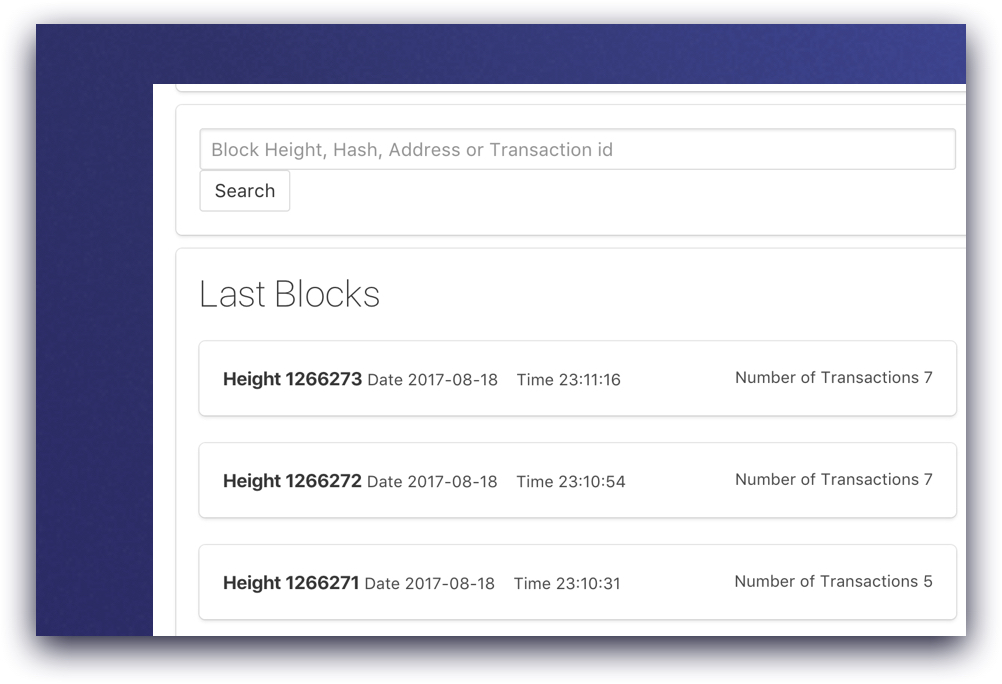 Block Height, Hash, Address or Transaction id
Search
Last Blocks
Height 1266273 Date 2017-08-18 Time 23:11:16 Number of Transactions 7
Height 1266272 Date 2017-08-18 Time 23:10:54 Number of Transactions 7
Height 1266271 Date 2017-08-18 Time 23:10:31 Number of Transactions 5